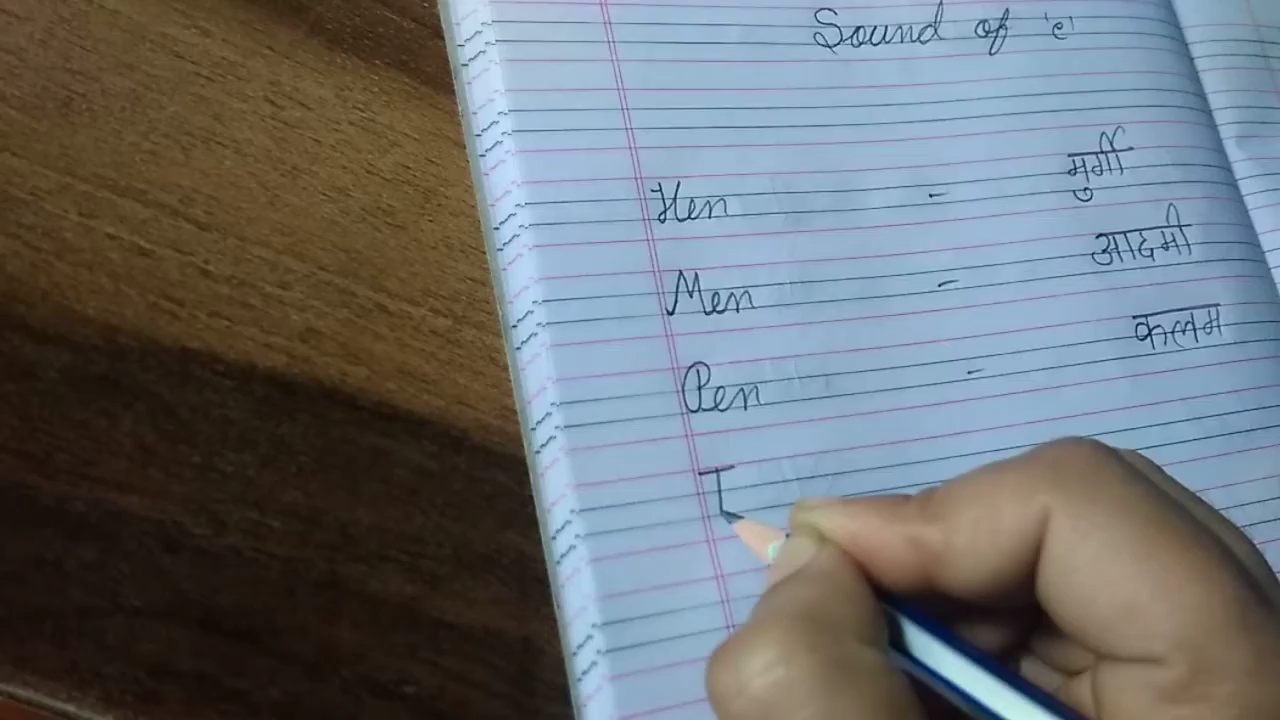 Sound of 'e'
Hen - मुर्गी
Men - आदमी
Pen - कलम
T